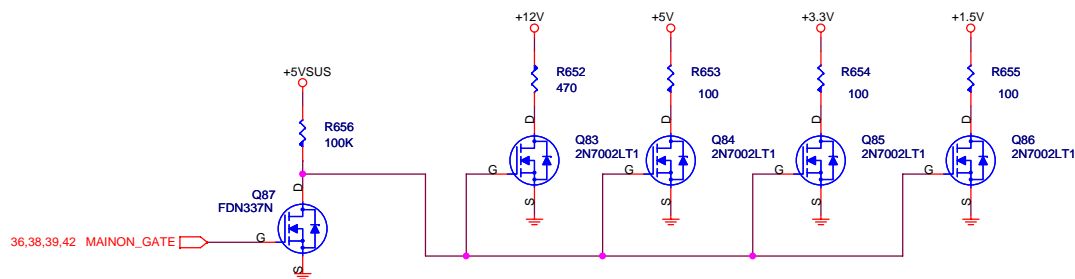 +12V +5V +3.3V +1.5V
+5VSUS
R652 R653 R654 R655
470 100 100 100
R656
100K
D D D D
Q83 Q84 Q85 Q86
2N7002LT1 2N7002LT1 2N7002LT1 2N7002LT1
G G G G
Q87 D
FDN337N
S S S S
36,38,39,42 MAINON_GATE G
S